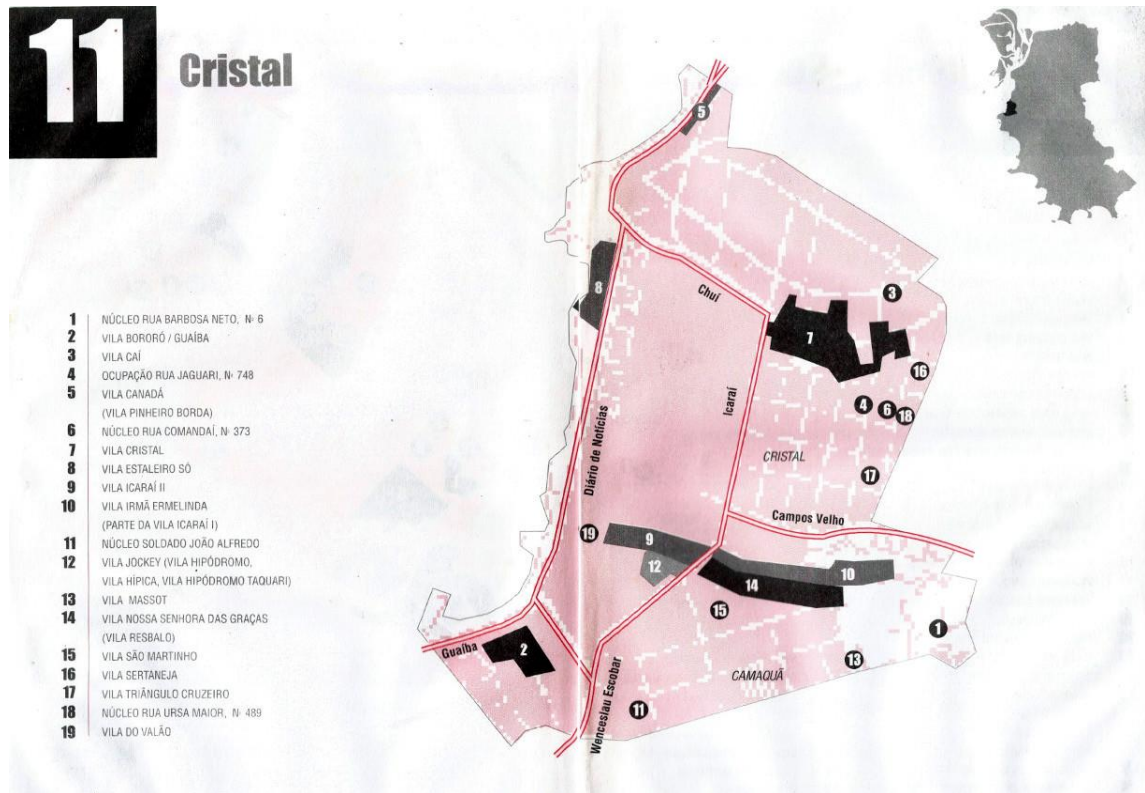 11
Cristal
1 NÚCLEO RUA BARBOSA NETO, Nº 6
2 VILA BORORÓ / GUAÍBA
3 VILA CAÍ
4 OCUPAÇÃO RUA JAGUARI, Nº 748
5 VILA CANADÁ
(VILA PINHEIRO BORDA)
6 NÚCLEO RUA COMANDAÍ, Nº 373
7 VILA CRISTAL
8 VILA ESTALEIRO SÓ
9 VILA ICARAÍ II
10 VILA IRMÃ ERMELINDA
(PARTE DA VILA ICARAÍ I)
11 NÚCLEO SOLDADO JOÃO ALFREDO
12 VILA JOCKEY (VILA HIPÓDROMO,
VILA HÍPICA, VILA HIPÓDROMO TAQUARI)
13 VILA MASSOT
14 VILA NOSSA SENHORA DAS GRAÇAS
(VILA RESBALO)
15 VILA SÃO MARTINHO
16 VILA SERTANEJA
17 VILA TRIÂNGULO CRUZEIRO
18 NÚCLEO RUA URSA MAIOR, Nº 489
19 VILA DO VALÃO
5
8
3
Chuí
7
16
Icaraí
4
6
18
Diário de Notícias
CRISTAL
17
Campos Velho
19
9
12
10
14
15
1
Guaíba
2
13
CAMAQUÃ
Wenceslau Escobar
11